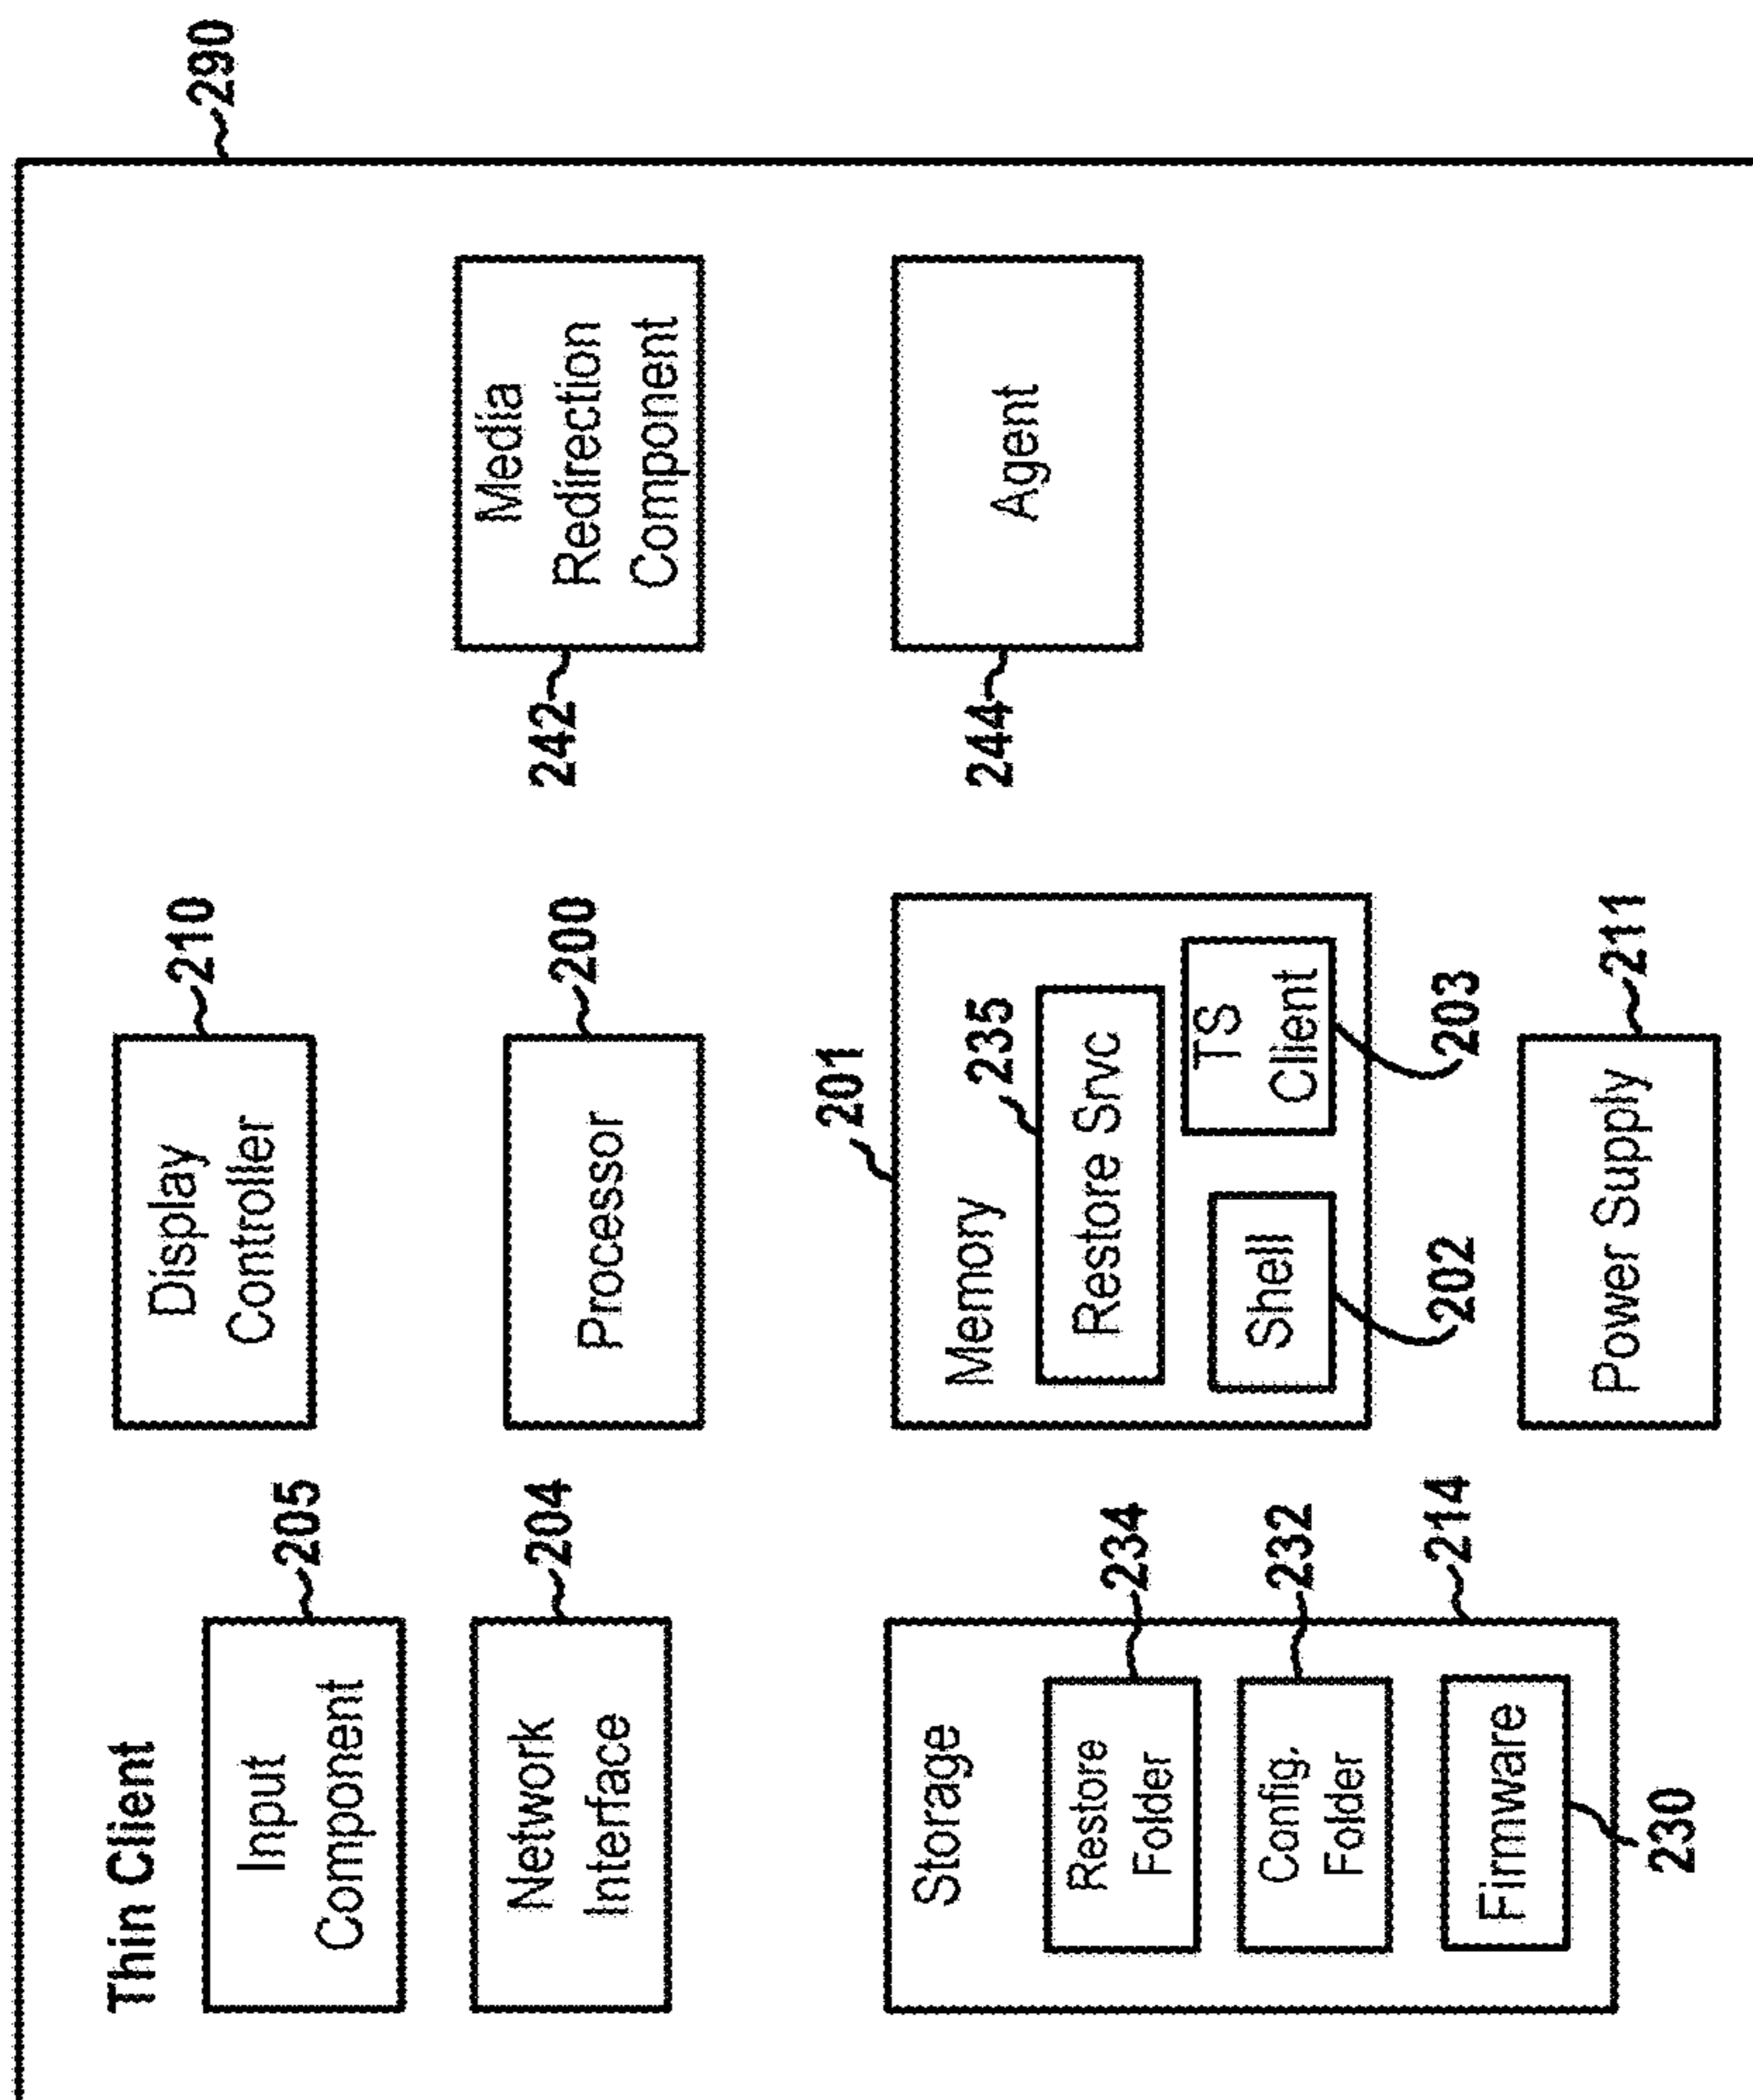 290
Thin Client
Input
Component
205
Network
Interface
204
Storage
Restore
Folder
234
Config.
Folder
232
Firmware
230
214
Display
Controller
210
Processor
200
Memory
201
Restore Srvc
235
Shell
202
TS
Client
203
Power Supply
211
Media
Redirection
Component
242
Agent
244